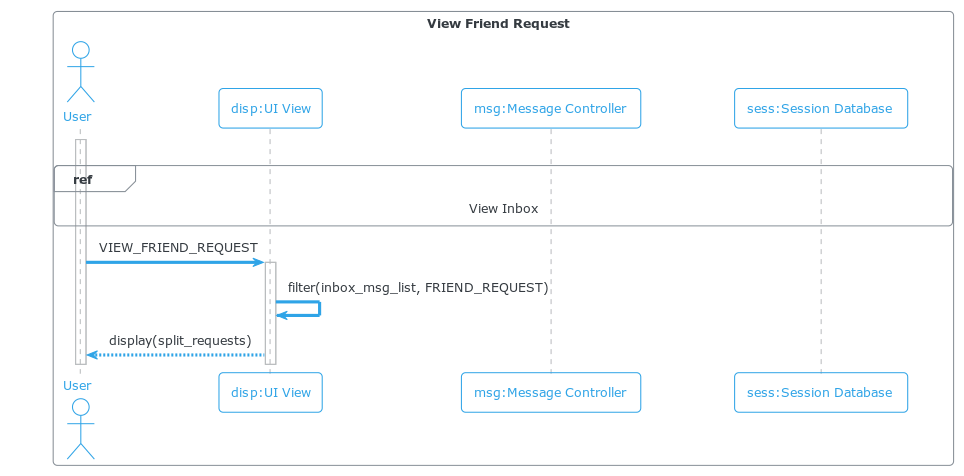 View Friend Request
User
disp:UI View
msg:Message Controller
sess:Session Database
ref
View Inbox
VIEW_FRIEND_REQUEST
filter(inbox_msg_list, FRIEND_REQUEST)
display(split_requests)
User
disp:UI View
msg:Message Controller
sess:Session Database